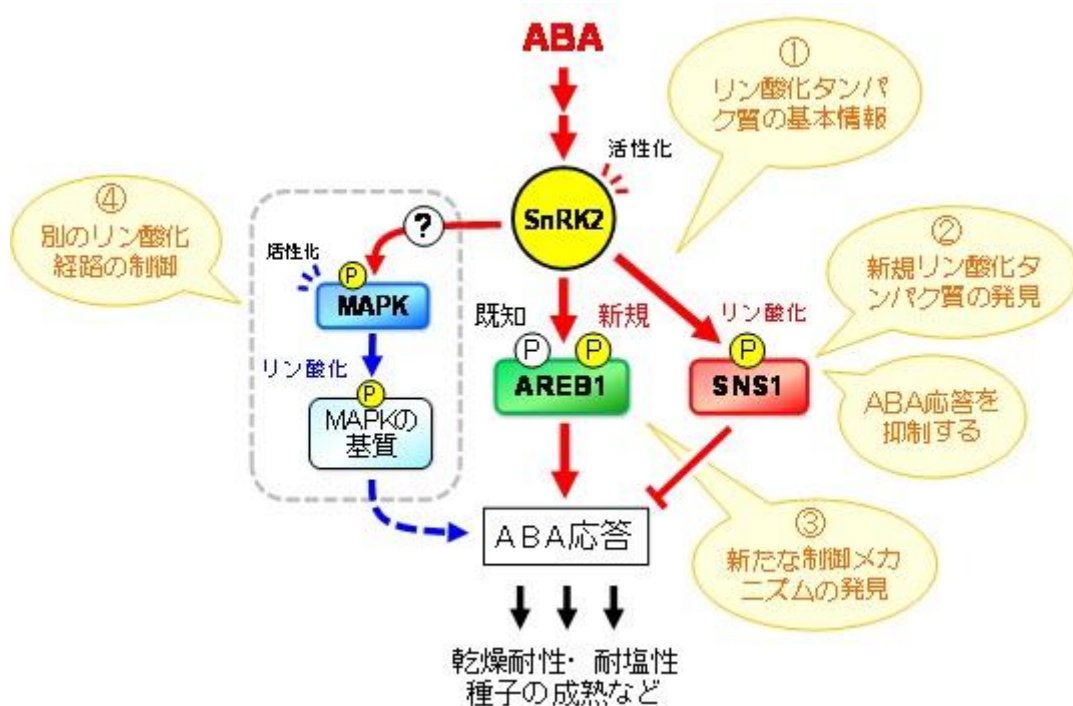 ABA
①
リン酸化タンパ
ク質の基本情報
活性化
SnRK2
④
別のリン酸化
経路の制御
?
活性化
P
MAPK
リン酸化
P
MAPKの
基質
既知
新規
P
P
AREB1
リン酸化
P
SNS1
②
新規リン酸化タ
ンパク質の発見
ABA応答を
抑制する
③
新たな制御メカ
ニズムの発見
ABA応答
乾燥耐性・耐塩性
種子の成熟など